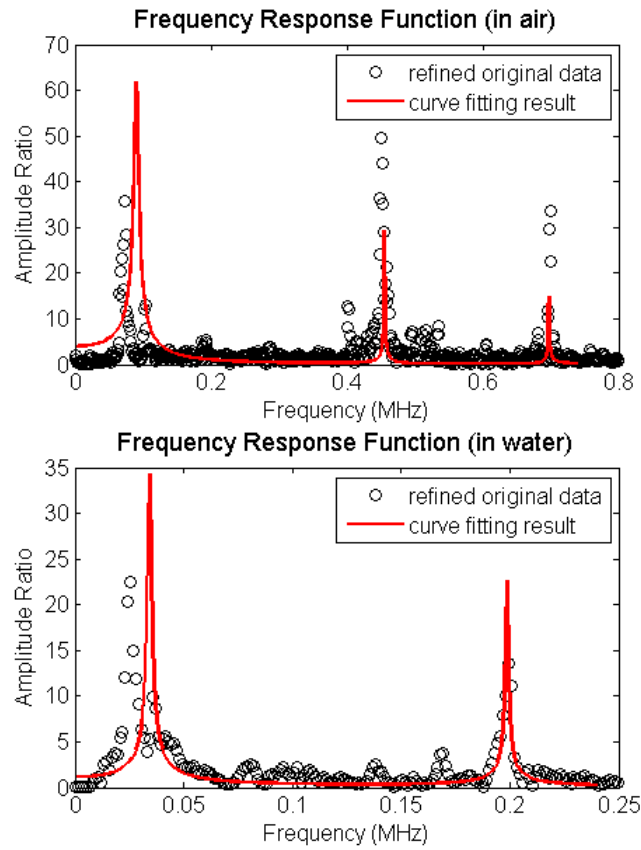 Frequency Response Function (in air)
70
60
50
40
30
20
10
0
Amplitude Ratio
refined original data
curve fitting result
0
0.2
0.4
0.6
0.8
Frequency (MHz)
Frequency Response Function (in water)
35
30
25
20
15
10
5
0
Amplitude Ratio
refined original data
curve fitting result
0
0.05
0.1
0.15
0.2
0.25
Frequency (MHz)